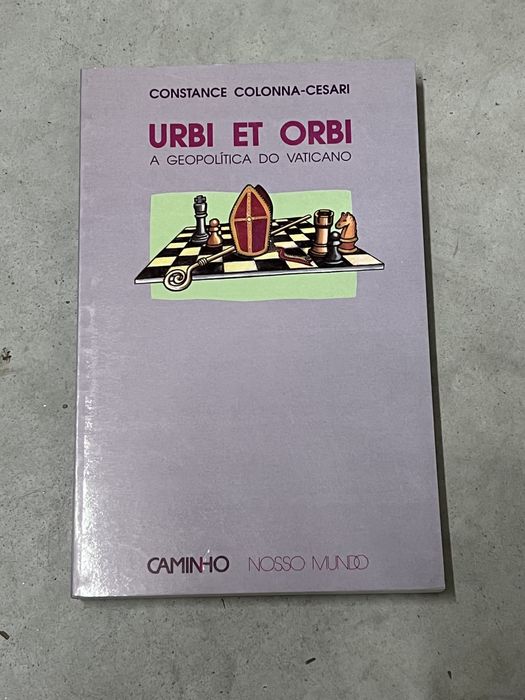 CONSTANCE COLONNA-CESARI
URBI ET ORBI
A GEOPOLÍTICA DO VATICANO
CAMINHO NOSSO MUNDO